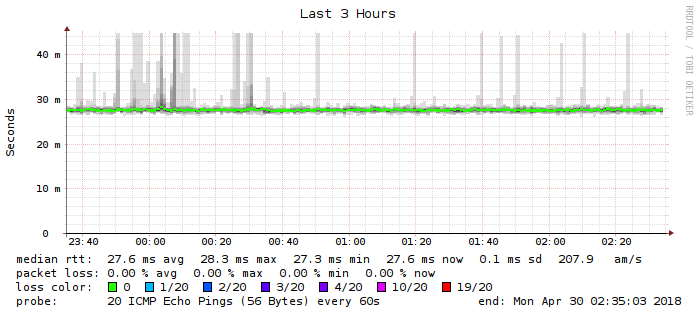 Last 3 Hours
RRDTOOL / TOBI OETIKER
Seconds
40 m
30 m
20 m
10 m
0
23:40 00:00 00:20 00:40 01:00 01:20 01:40 02:00 02:20
median rtt: 27.6 ms avg 28.3 ms max 27.3 ms min 27.6 ms now 0.1 ms sd 207.9 am/s
packet loss: 0.00 % avg 0.00 % max 0.00 % min 0.00 % now
loss color: 0 1/20 2/20 3/20 4/20 10/20 19/20
probe: 20 ICMP Echo Pings (56 Bytes) every 60s end: Mon Apr 30 02:35:03 2018